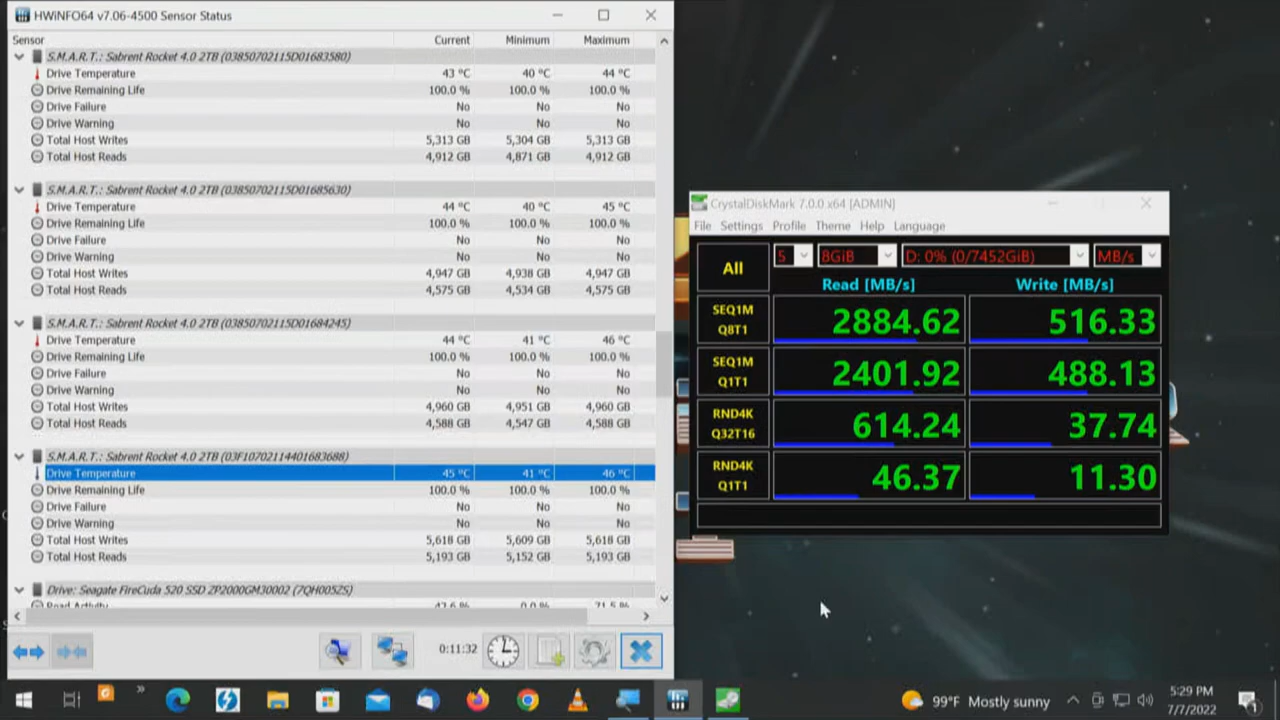 HWiNFO64 v7.06-4500 Sensor Status
Sensor Current Minimum Maximum
S.M.A.R.T.: Sabrent Rocket 4.0 2TB (03850702115D01683580)
Drive Temperature 43 °C 40 °C 44 °C
Drive Remaining Life 100.0 % 100.0 % 100.0 %
Drive Failure No No No
Drive Warning No No No
Total Host Writes 5,313 GB 5,304 GB 5,313 GB
Total Host Reads 4,912 GB 4,871 GB 4,912 GB
S.M.A.R.T.: Sabrent Rocket 4.0 2TB (03850702115D01685630)
Drive Temperature 44 °C 40 °C 45 °C
Drive Remaining Life 100.0 % 100.0 % 100.0 %
Drive Failure No No No
Drive Warning No No No
Total Host Writes 4,947 GB 4,938 GB 4,947 GB
Total Host Reads 4,575 GB 4,534 GB 4,575 GB
S.M.A.R.T.: Sabrent Rocket 4.0 2TB (03850702115D01684245)
Drive Temperature 44 °C 41 °C 46 °C
Drive Remaining Life 100.0 % 100.0 % 100.0 %
Drive Failure No No No
Drive Warning No No No
Total Host Writes 4,960 GB 4,951 GB 4,960 GB
Total Host Reads 4,588 GB 4,547 GB 4,588 GB
S.M.A.R.T.: Sabrent Rocket 4.0 2TB (03F10702114401683688)
Drive Temperature 45 °C 41 °C 46 °C
Drive Remaining Life 100.0 % 100.0 % 100.0 %
Drive Failure No No No
Drive Warning No No No
Total Host Writes 5,618 GB 5,609 GB 5,618 GB
Total Host Reads 5,193 GB 5,152 GB 5,193 GB
Drive: Seagate FireCuda 520 SSD ZP2000GM30002 (7QH005ZS)
Read Activity 0.0 %
0:11:32
CrystalDiskMark 7.0.0 x64 [ADMIN]
File Settings Profile Theme Help Language
All 5 8GiB D: 0% (0/7452GiB) MB/s
Read [MB/s] Write [MB/s]
SEQ1M Q8T1 2884.62 516.33
SEQ1M Q1T1 2401.92 488.13
RND4K Q32T16 614.24 37.74
RND4K Q1T1 46.37 11.30
99°F Mostly sunny
5:29 PM
7/7/2022
1